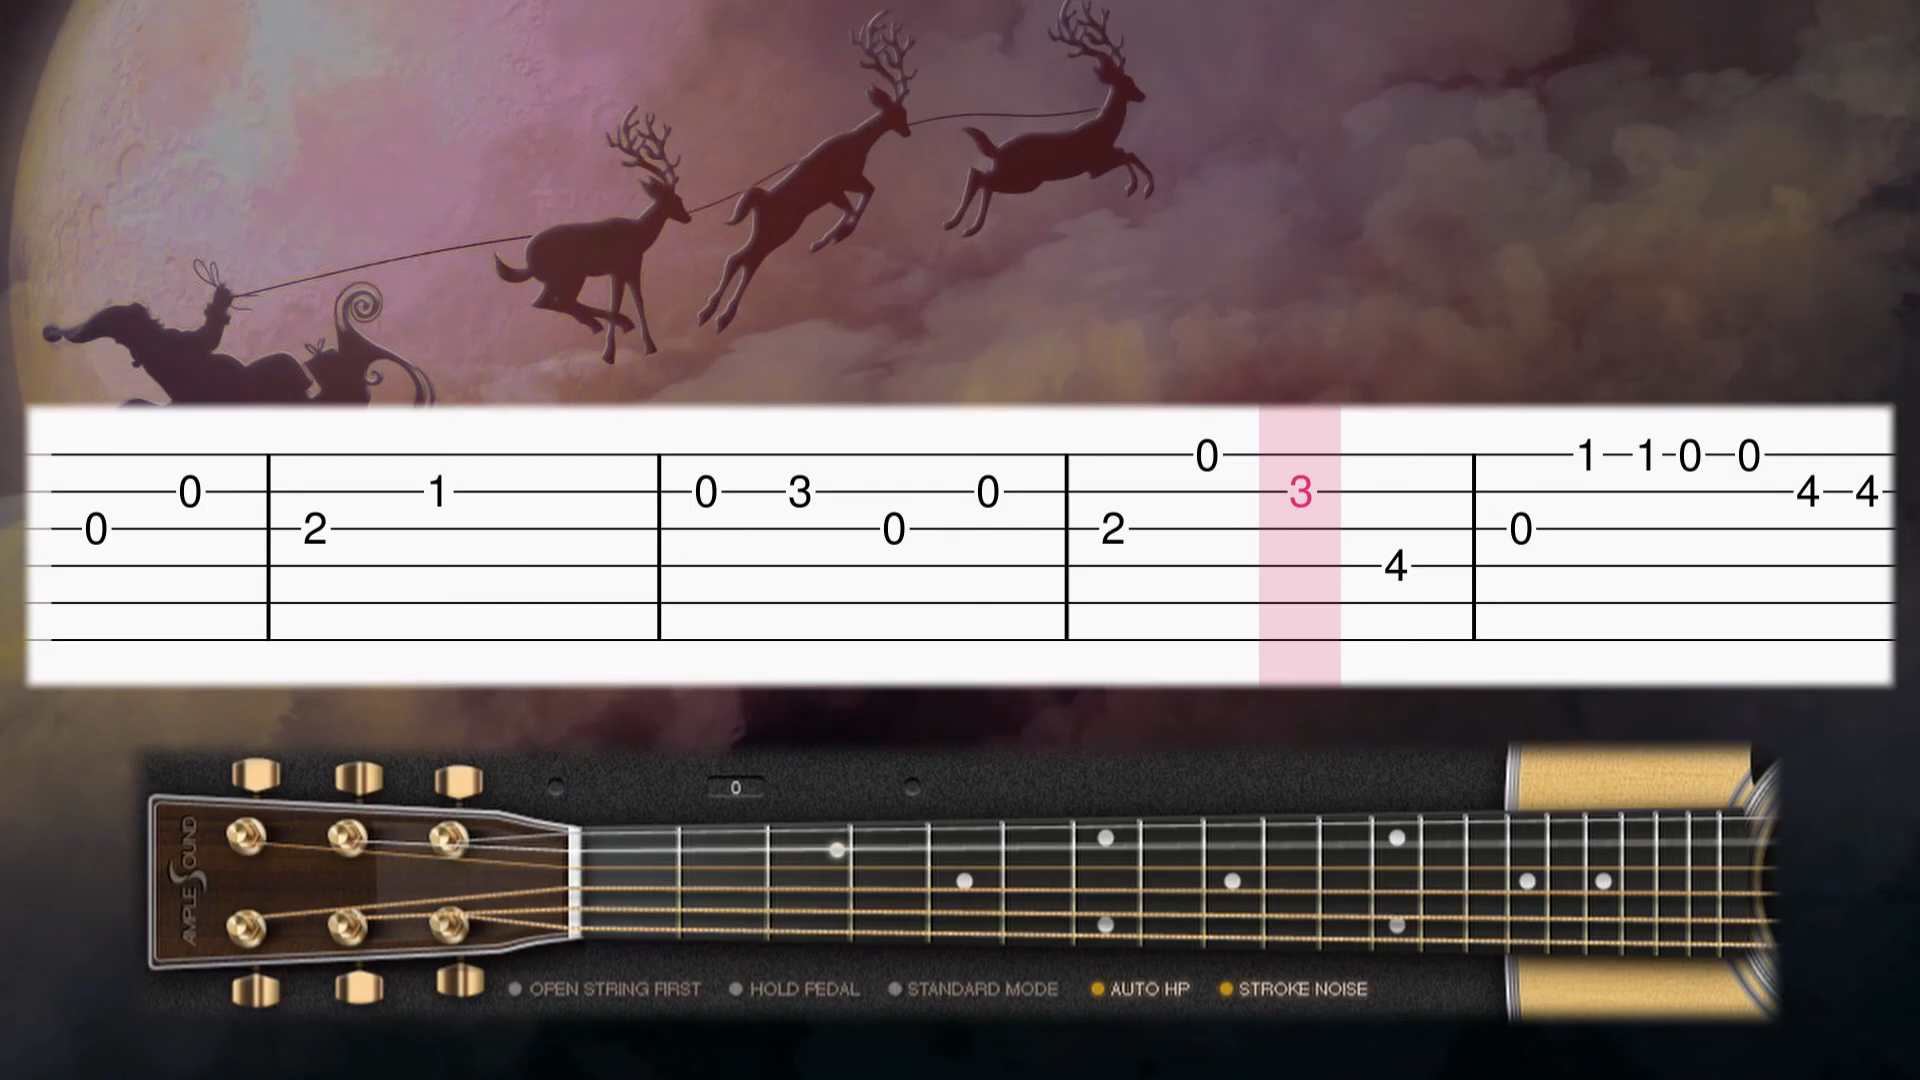 0 1 1 0 0
0 1 0 3 0 3 4 4
0 2 0 2 0
4
0
AMPLE SOUND
OPEN STRING FIRST HOLD PEDAL STANDARD MODE AUTO HP STROKE NOISE